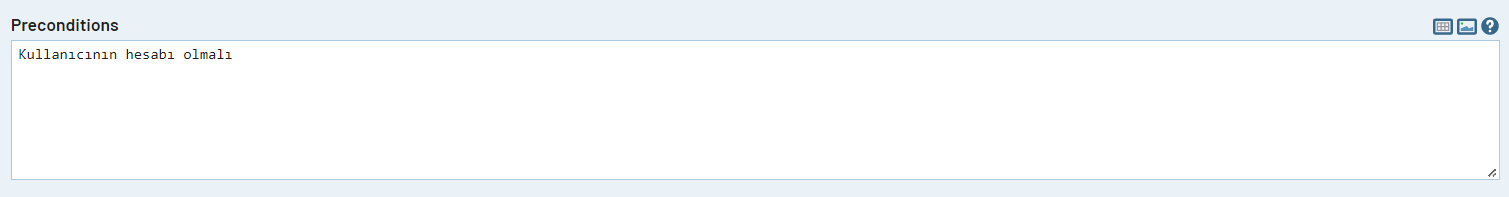 Preconditions
?
Kullanıcının hesabı olmalı